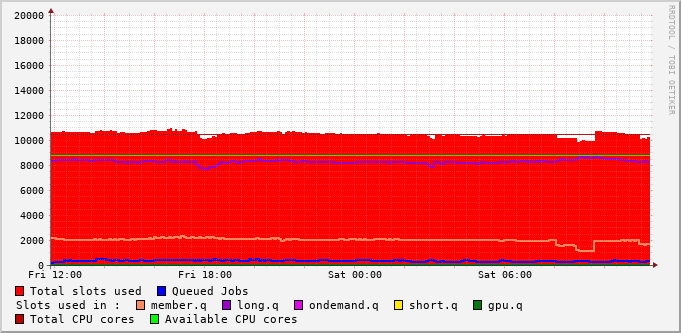 20000
18000
16000
14000
12000
10000
8000
6000
4000
2000
0
Fri 12:00 Fri 18:00 Sat 00:00 Sat 06:00
RRDTOOL / TOBI OETIKER
Total slots used Queued Jobs
Slots used in : member.q long.q ondemand.q short.q gpu.q
Total CPU cores Available CPU cores